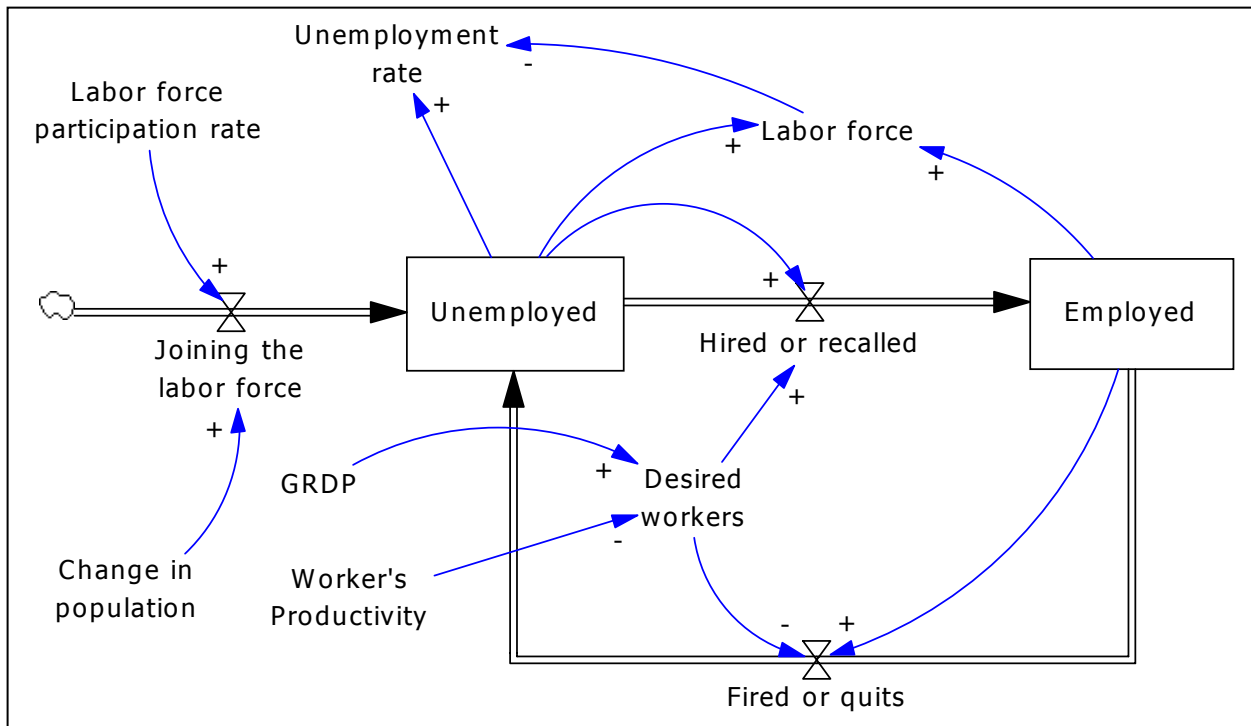 Unemployment
rate
-
+
Labor force
participation rate
Labor force
+
+
+
+
Unemployed
Employed
Joining the
labor force
Hired or recalled
+
+
GRDP
+
Desired
workers
-
Change in
population
Worker's
Productivity
-
+
Fired or quits